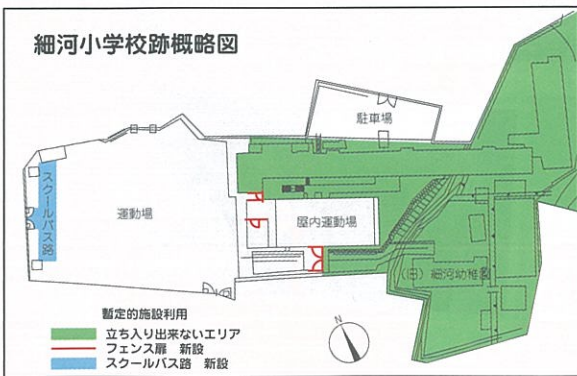 細河小学校跡概略図
駐車場
スクールバス路
運動場
屋内運動場
(旧)細河幼稚園
暫定的施設利用
立ち入り出来ないエリア
フェンス扉 新設
スクールバス路 新設
N